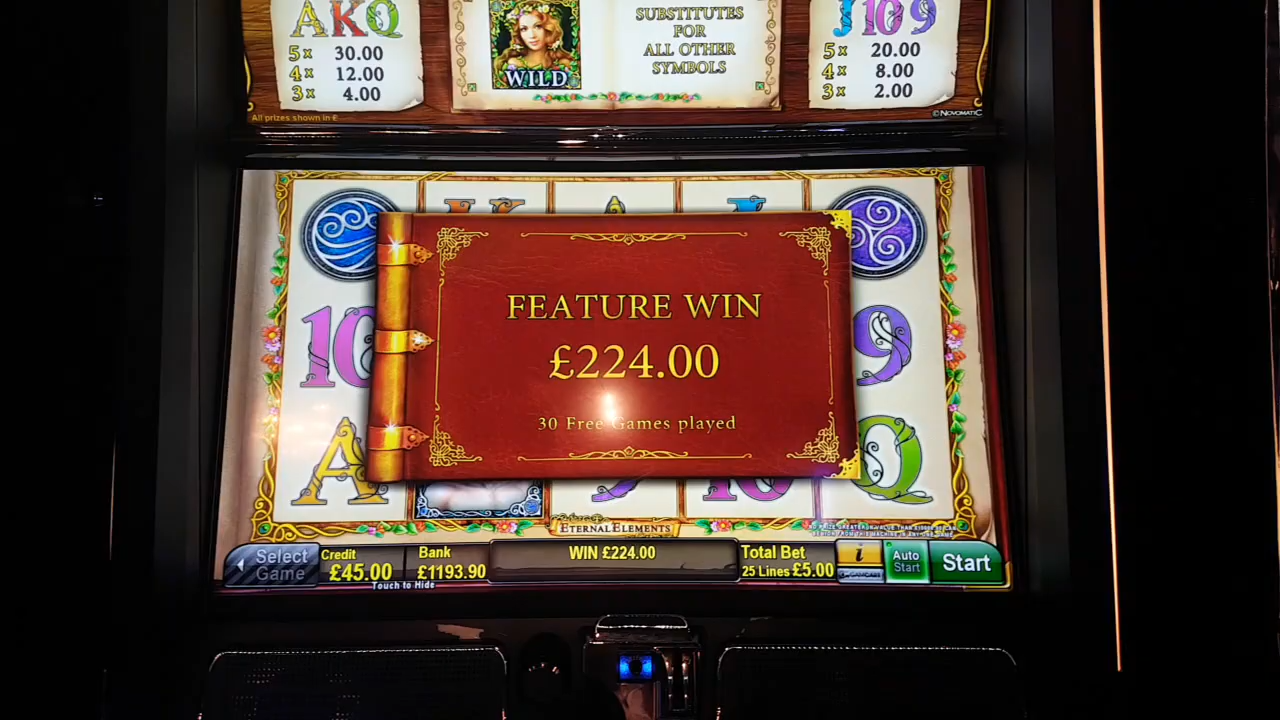 A K Q
5x 30.00
4x 12.00
3x 4.00
WILD
SUBSTITUTES
FOR
ALL OTHER
SYMBOLS
J 10 9
5x 20.00
4x 8.00
3x 2.00
All prizes shown in £
©NOVOMATIC
10
A
9
Q
FEATURE WIN
£224.00
30 Free Games played
ETERNAL ELEMENTS
Select
Game
Credit
£45.00
Bank
£1193.90
Touch to Hide
WIN £224.00
Total Bet
25 Lines £5.00
i
Auto
Start
Start